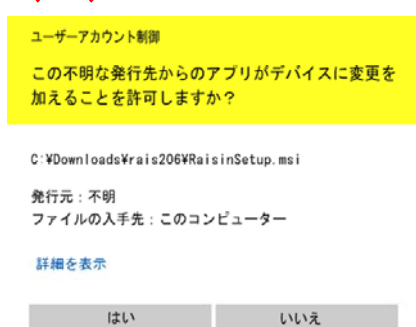 ユーザーアカウント制御
この不明な発行先からのアプリがデバイスに変更を
加えることを許可しますか？
C:¥Downloads¥rais206¥RaisinSetup.msi
発行元：不明
ファイルの入手先：このコンピューター
詳細を表示
はい
いいえ